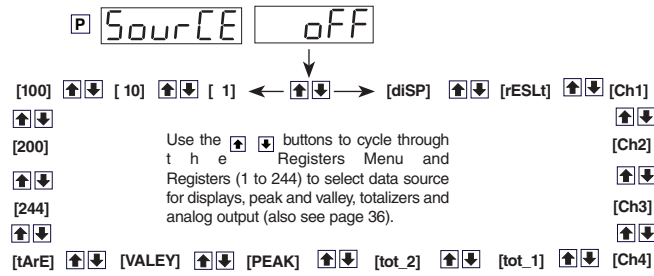 P SourCE oFF
[100] [ 10] [ 1] [diSP] [rESLt] [Ch1]
[200] [Ch2]
Use the buttons to cycle through
t h e Registers Menu and
Registers (1 to 244) to select data source
for displays, peak and valley, totalizers and
analog output (also see page 36).
[244] [Ch3]
[tArE] [VALEY] [PEAK] [tot_2] [tot_1] [Ch4]